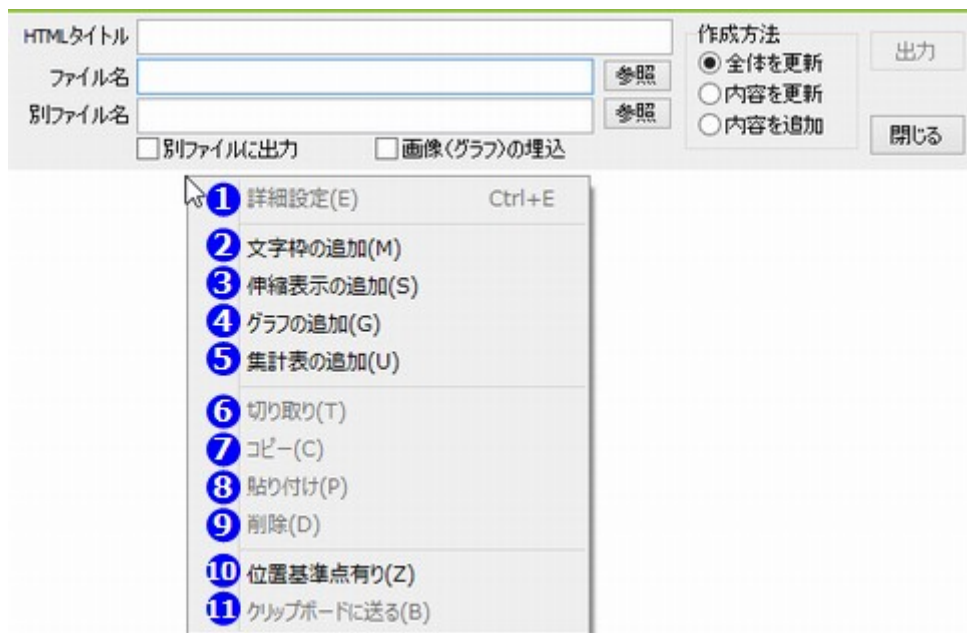 HTMLタイトル
ファイル名
参照
別ファイル名
参照
別ファイルに出力
画像(グラフ)の埋込
作成方法
全体を更新
内容を更新
内容を追加
出力
閉じる
1 詳細設定(E) Ctrl+E
2 文字枠の追加(M)
3 伸縮表示の追加(S)
4 グラフの追加(G)
5 集計表の追加(U)
6 切り取り(T)
7 コピー(C)
8 貼り付け(P)
9 削除(D)
10 位置基準点有り(Z)
11 クリップボードに送る(B)